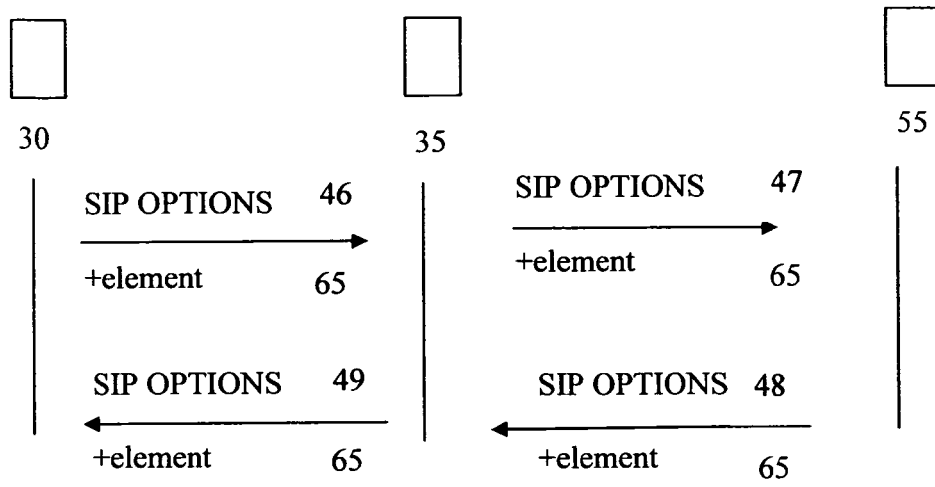 30 35 55
SIP OPTIONS 46 SIP OPTIONS 47
+element 65 +element 65
SIP OPTIONS 49 SIP OPTIONS 48
+element 65 +element 65